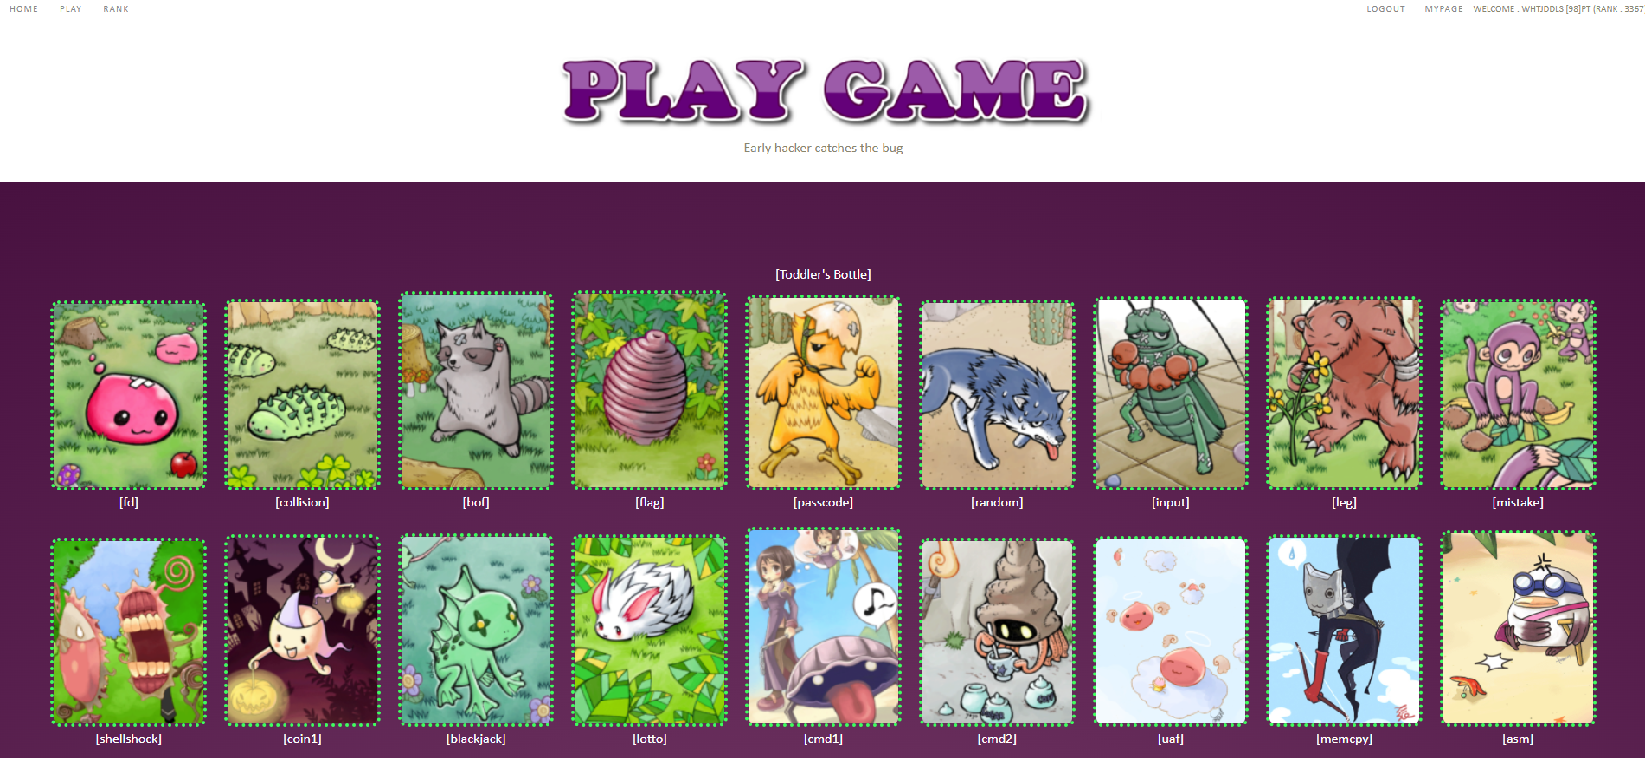 HOME PLAY RANK LOGOUT MYPAGE WELCOME . WHTJDDLS [98]PT (RANK : 3357
PLAY GAME
Early hacker catches the bug
[Toddler's Bottle]
[fd] [collision] [bof] [flag] [passcode] [random] [input] [leg] [mistake]
[shellshock] [coin1] [blackjack] [lotto] [cmd1] [cmd2] [uaf] [memcpy] [asm]